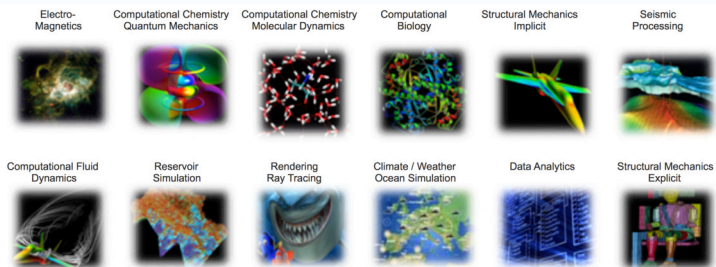 Electro-
Magnetics
Computational Chemistry
Quantum Mechanics
Computational Chemistry
Molecular Dynamics
Computational
Biology
Structural Mechanics
Implicit
Seismic
Processing
Computational Fluid
Dynamics
Reservoir
Simulation
Rendering
Ray Tracing
Climate / Weather
Ocean Simulation
Data Analytics
Structural Mechanics
Explicit